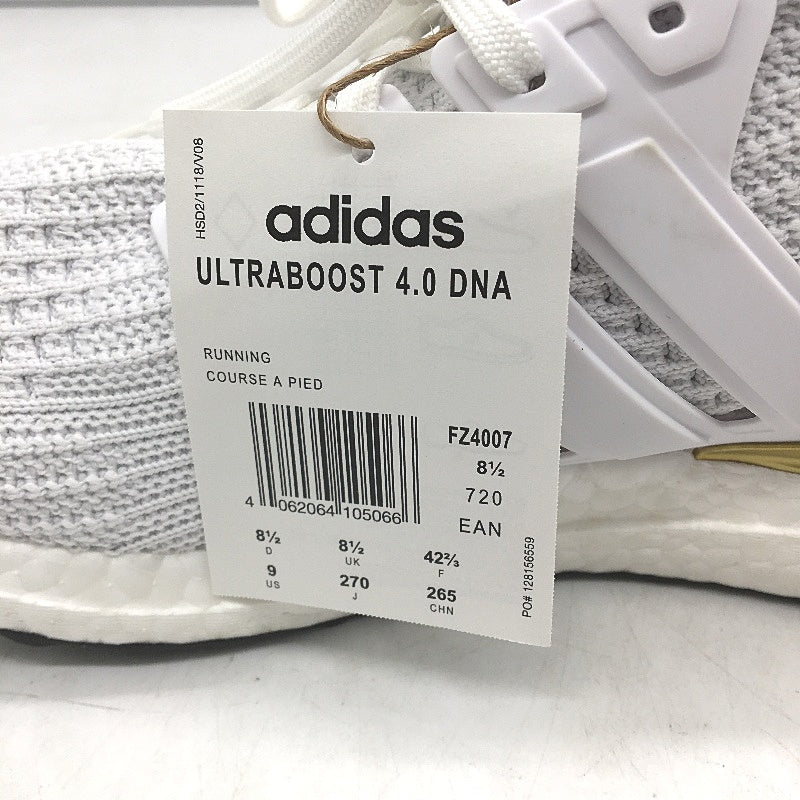 HSD2/1118/V08
adidas
ULTRABOOST 4.0 DNA
RUNNING
COURSE A PIED
FZ4007
8½
720
EAN
4 062064 105066
8½ 8½ 42⅔
D UK F
9 270 265
US J CHN
PO# 128156559